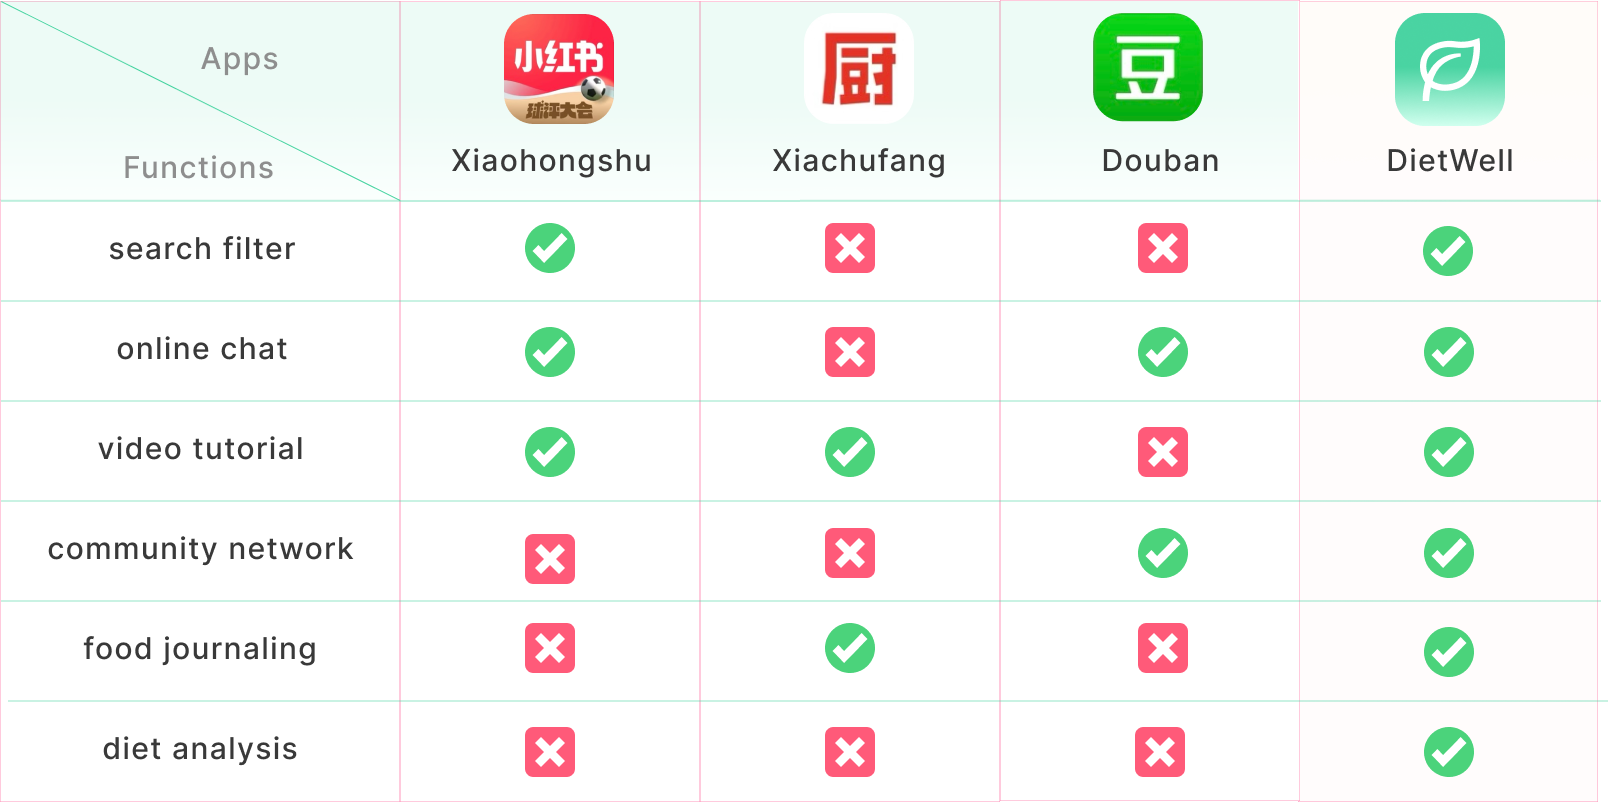 Apps
Functions
小红书
球评大会
Xiaohongshu
厨
Xiachufang
豆
Douban
DietWell
search filter
online chat
video tutorial
community network
food journaling
diet analysis